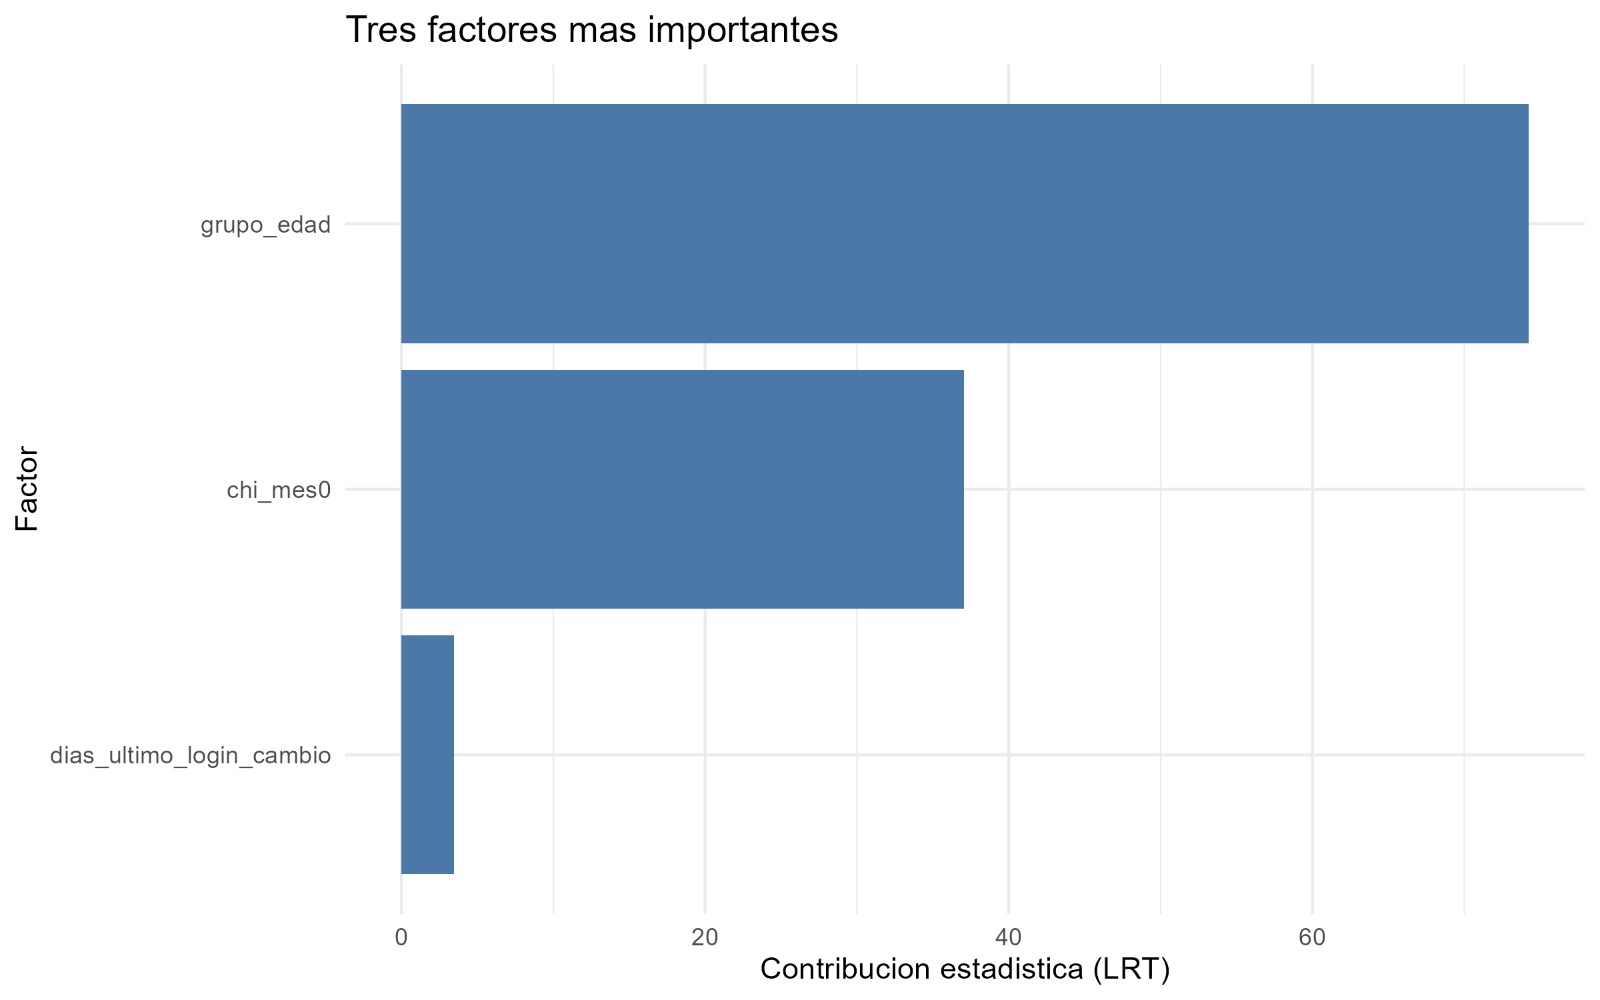 Tres factores mas importantes
Factor
grupo_edad
chi_mes0
dias_ultimo_login_cambio
0 20 40 60
Contribucion estadistica (LRT)